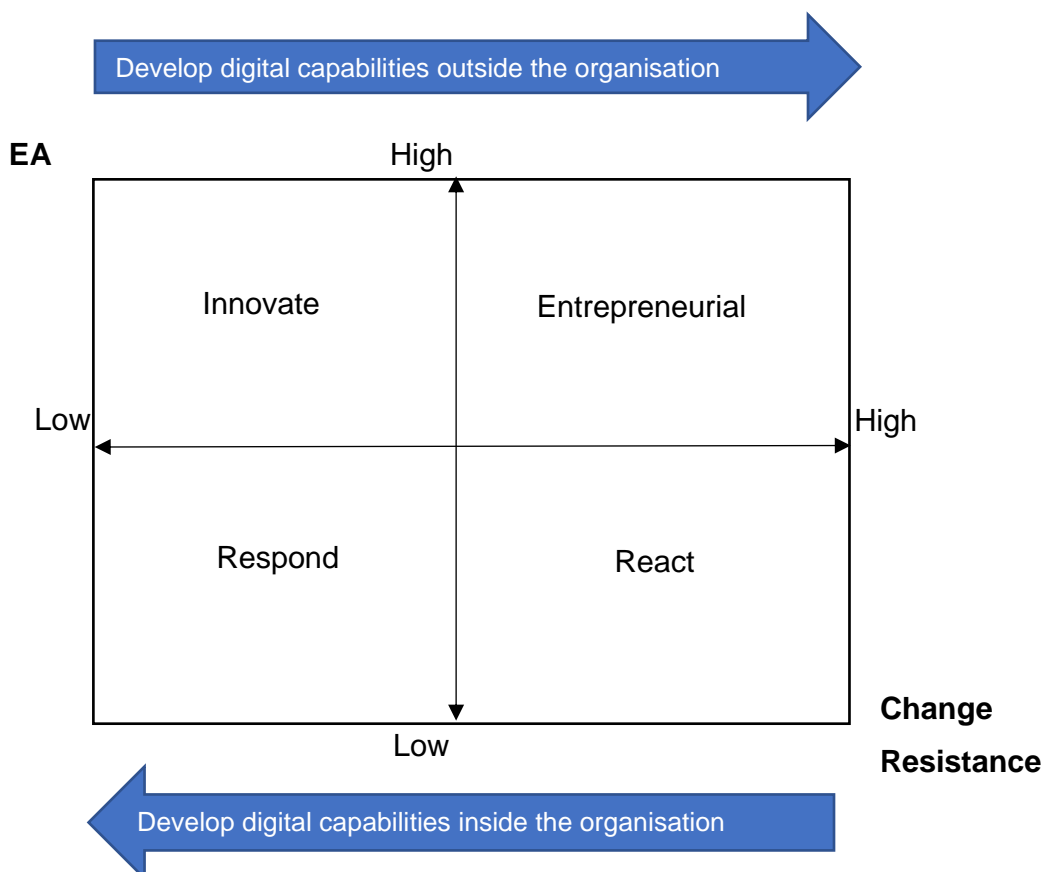 Develop digital capabilities outside the organisation
EA
High
Innovate
Entrepreneurial
Low
High
Respond
React
Change
Resistance
Low
Develop digital capabilities inside the organisation